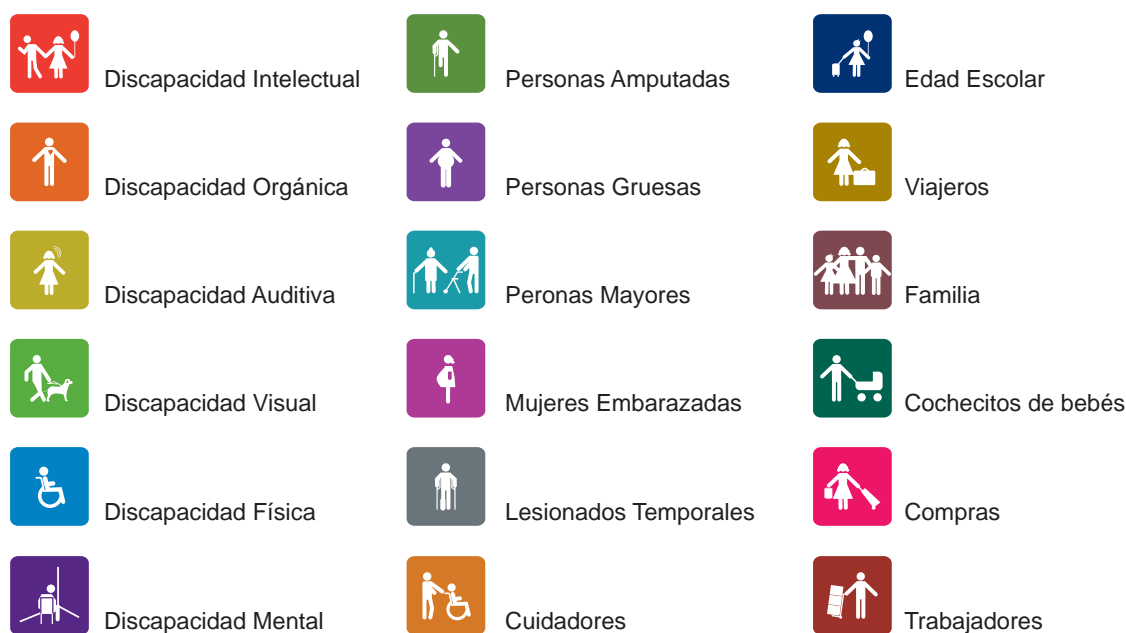 Discapacidad Intelectual
Personas Amputadas
Edad Escolar
Discapacidad Orgánica
Personas Gruesas
Viajeros
Discapacidad Auditiva
Peronas Mayores
Familia
Discapacidad Visual
Mujeres Embarazadas
Cochecitos de bebés
Discapacidad Física
Lesionados Temporales
Compras
Discapacidad Mental
Cuidadores
Trabajadores